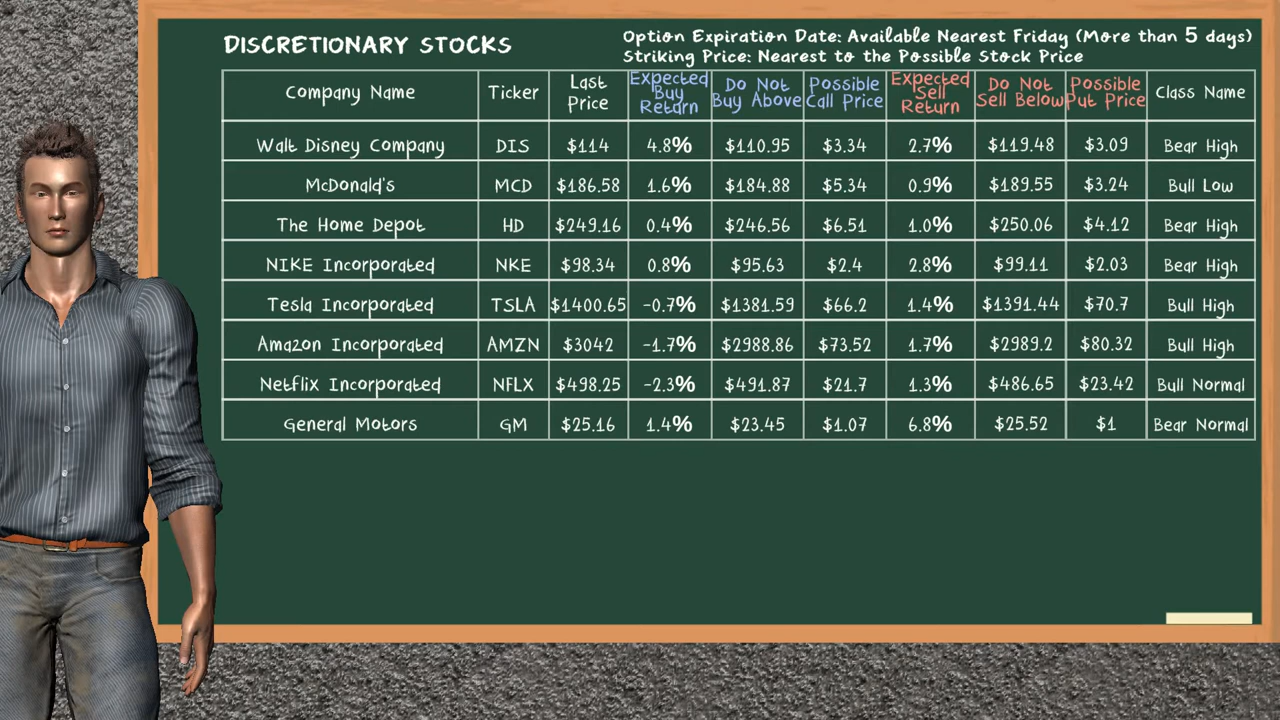 DISCRETIONARY STOCKS
Option Expiration Date: Available Nearest Friday (More than 5 days)
Striking Price: Nearest to the Possible Stock Price
Company Name Ticker Last Price Expected Buy Return Do Not Buy Above Possible Call Price Expected Sell Return Do Not Sell Below Possible Put Price Class Name
Walt Disney Company DIS $114 4.8% $110.95 $3.34 2.7% $119.48 $3.09 Bear High
McDonald's MCD $186.58 1.6% $184.88 $5.34 0.9% $189.55 $3.24 Bull Low
The Home Depot HD $249.16 0.4% $246.56 $6.51 1.0% $250.06 $4.12 Bear High
NIKE Incorporated NKE $98.34 0.8% $95.63 $2.4 2.8% $99.11 $2.03 Bear High
Tesla Incorporated TSLA $1400.65 -0.7% $1381.59 $66.2 1.4% $1391.44 $70.7 Bull High
Amazon Incorporated AMZN $3042 -1.7% $2988.86 $73.52 1.7% $2989.2 $80.32 Bull High
Netflix Incorporated NFLX $498.25 -2.3% $491.87 $21.7 1.3% $486.65 $23.42 Bull Normal
General Motors GM $25.16 1.4% $23.45 $1.07 6.8% $25.52 $1 Bear Normal